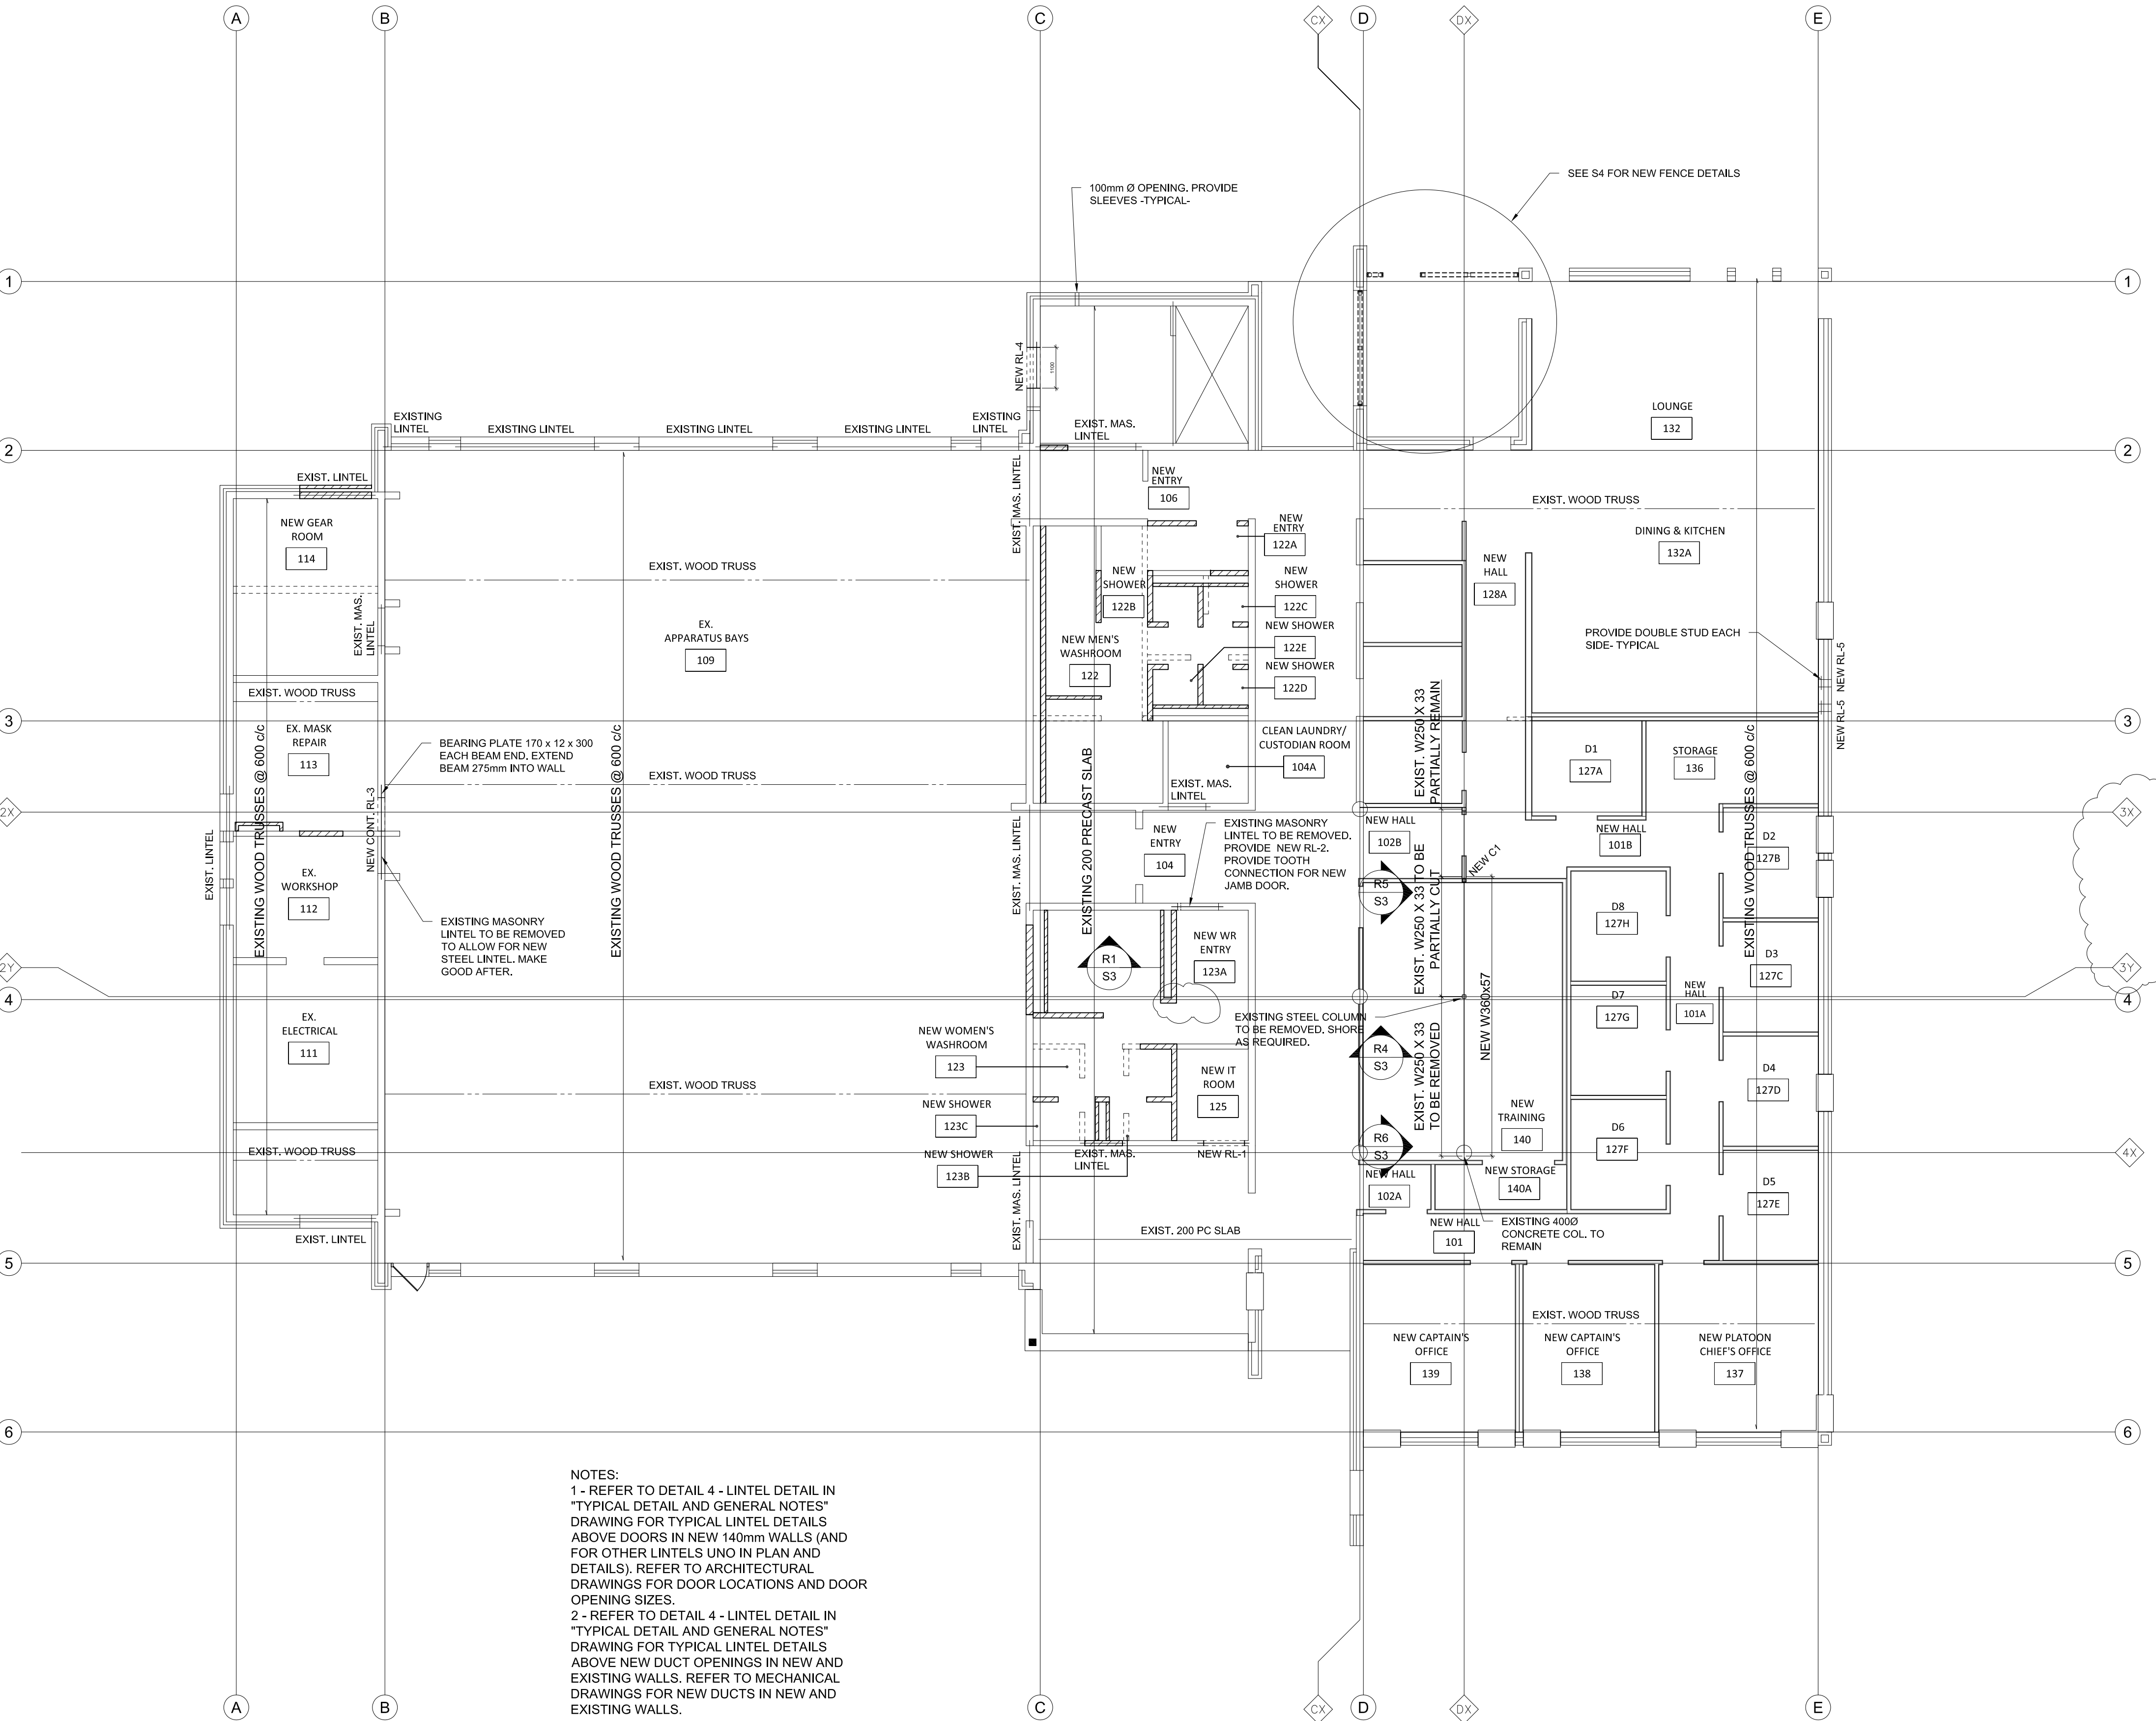 A
B
C
CX
D
DX
E
SEE S4 FOR NEW FENCE DETAILS
100mm Ø OPENING. PROVIDE
SLEEVES -TYPICAL-
1
1
NEW RL-4
1100
EXISTING
LINTEL
EXISTING LINTEL
EXISTING LINTEL
EXISTING LINTEL
EXISTING
LINTEL
EXIST. MAS.
LINTEL
LOUNGE
132
2
2
EXIST. LINTEL
EXIST. MAS. LINTEL
NEW
ENTRY
106
EXIST. WOOD TRUSS
NEW GEAR
ROOM
114
NEW
ENTRY
122A
DINING & KITCHEN
132A
EXIST. WOOD TRUSS
NEW
SHOWER
122B
NEW
SHOWER
122C
NEW
HALL
128A
EXIST. MAS.
LINTEL
EX.
APPARATUS BAYS
109
NEW MEN'S
WASHROOM
122
NEW SHOWER
122E
NEW SHOWER
122D
PROVIDE DOUBLE STUD EACH
SIDE- TYPICAL
NEW RL-5
NEW RL-5
EXIST. WOOD TRUSS
3
3
EX. MASK
REPAIR
113
EXISTING WOOD TRUSSES @ 600 c/c
BEARING PLATE 170 x 12 x 300
EACH BEAM END. EXTEND
BEAM 275mm INTO WALL
EXISTING WOOD TRUSSES @ 600 c/c
EXIST. WOOD TRUSS
EXISTING 200 PRECAST SLAB
CLEAN LAUNDRY/
CUSTODIAN ROOM
104A
EXIST. MAS.
LINTEL
EXIST. W250 X 33
PARTIALLY REMAIN
D1
127A
STORAGE
136
EXISTING WOOD TRUSSES @ 600 c/c
2X
3X
NEW CONT. RL-3
EXIST. LINTEL
EXIST. MAS. LINTEL
NEW
ENTRY
104
EXISTING MASONRY
LINTEL TO BE REMOVED.
PROVIDE NEW RL-2.
PROVIDE TOOTH
CONNECTION FOR NEW
JAMB DOOR.
NEW HALL
102B
NEW C1
NEW HALL
101B
D2
127B
EX.
WORKSHOP
112
R5
S3
EXIST. W250 X 33 TO BE
PARTIALLY CUT
D8
127H
EXISTING MASONRY
LINTEL TO BE REMOVED
TO ALLOW FOR NEW
STEEL LINTEL. MAKE
GOOD AFTER.
R1
S3
NEW WR
ENTRY
123A
D3
127C
2Y
3Y
4
4
EX.
ELECTRICAL
111
EXISTING STEEL COLUMN
TO BE REMOVED. SHORE
AS REQUIRED.
NEW W360x57
D7
127G
NEW
HALL
101A
NEW WOMEN'S
WASHROOM
123
R4
S3
EXIST. W250 X 33
TO BE REMOVED
NEW IT
ROOM
125
D4
127D
EXIST. WOOD TRUSS
NEW SHOWER
123C
NEW
TRAINING
140
D6
127F
R6
S3
EXIST. WOOD TRUSS
NEW SHOWER
123B
EXIST. MAS.
LINTEL
NEW RL-1
4X
EXIST. MAS. LINTEL
NEW HALL
102A
NEW STORAGE
140A
D5
127E
EXIST. LINTEL
EXIST. 200 PC SLAB
NEW HALL
101
EXISTING 400Ø
CONCRETE COL. TO
REMAIN
5
5
EXIST. WOOD TRUSS
NEW CAPTAIN'S
OFFICE
139
NEW CAPTAIN'S
OFFICE
138
NEW PLATOON
CHIEF'S OFFICE
137
6
6
NOTES:
1 - REFER TO DETAIL 4 - LINTEL DETAIL IN
"TYPICAL DETAIL AND GENERAL NOTES"
DRAWING FOR TYPICAL LINTEL DETAILS
ABOVE DOORS IN NEW 140mm WALLS (AND
FOR OTHER LINTELS UNO IN PLAN AND
DETAILS). REFER TO ARCHITECTURAL
DRAWINGS FOR DOOR LOCATIONS AND DOOR
OPENING SIZES.
2 - REFER TO DETAIL 4 - LINTEL DETAIL IN
"TYPICAL DETAIL AND GENERAL NOTES"
DRAWING FOR TYPICAL LINTEL DETAILS
ABOVE NEW DUCT OPENINGS IN NEW AND
EXISTING WALLS. REFER TO MECHANICAL
DRAWINGS FOR NEW DUCTS IN NEW AND
EXISTING WALLS.
A
B
C
CX
D
DX
E